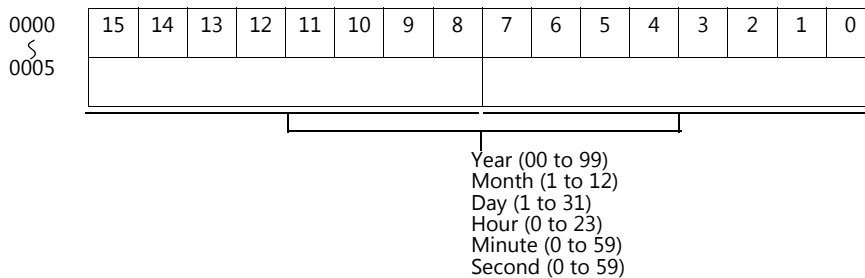 0000 15 14 13 12 11 10 9 8 7 6 5 4 3 2 1 0
0005
Year (00 to 99)
Month (1 to 12)
Day (1 to 31)
Hour (0 to 23)
Minute (0 to 59)
Second (0 to 59)